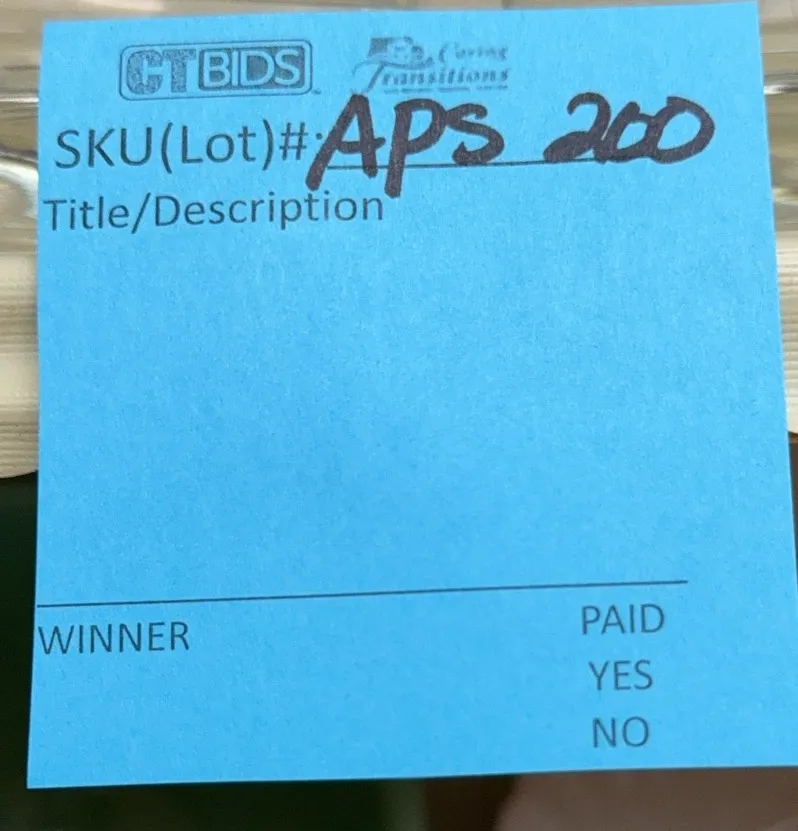 CTBIDS
Caring
Transitions
SKU(Lot)#: APS 200
Title/Description
WINNER
PAID
YES
NO